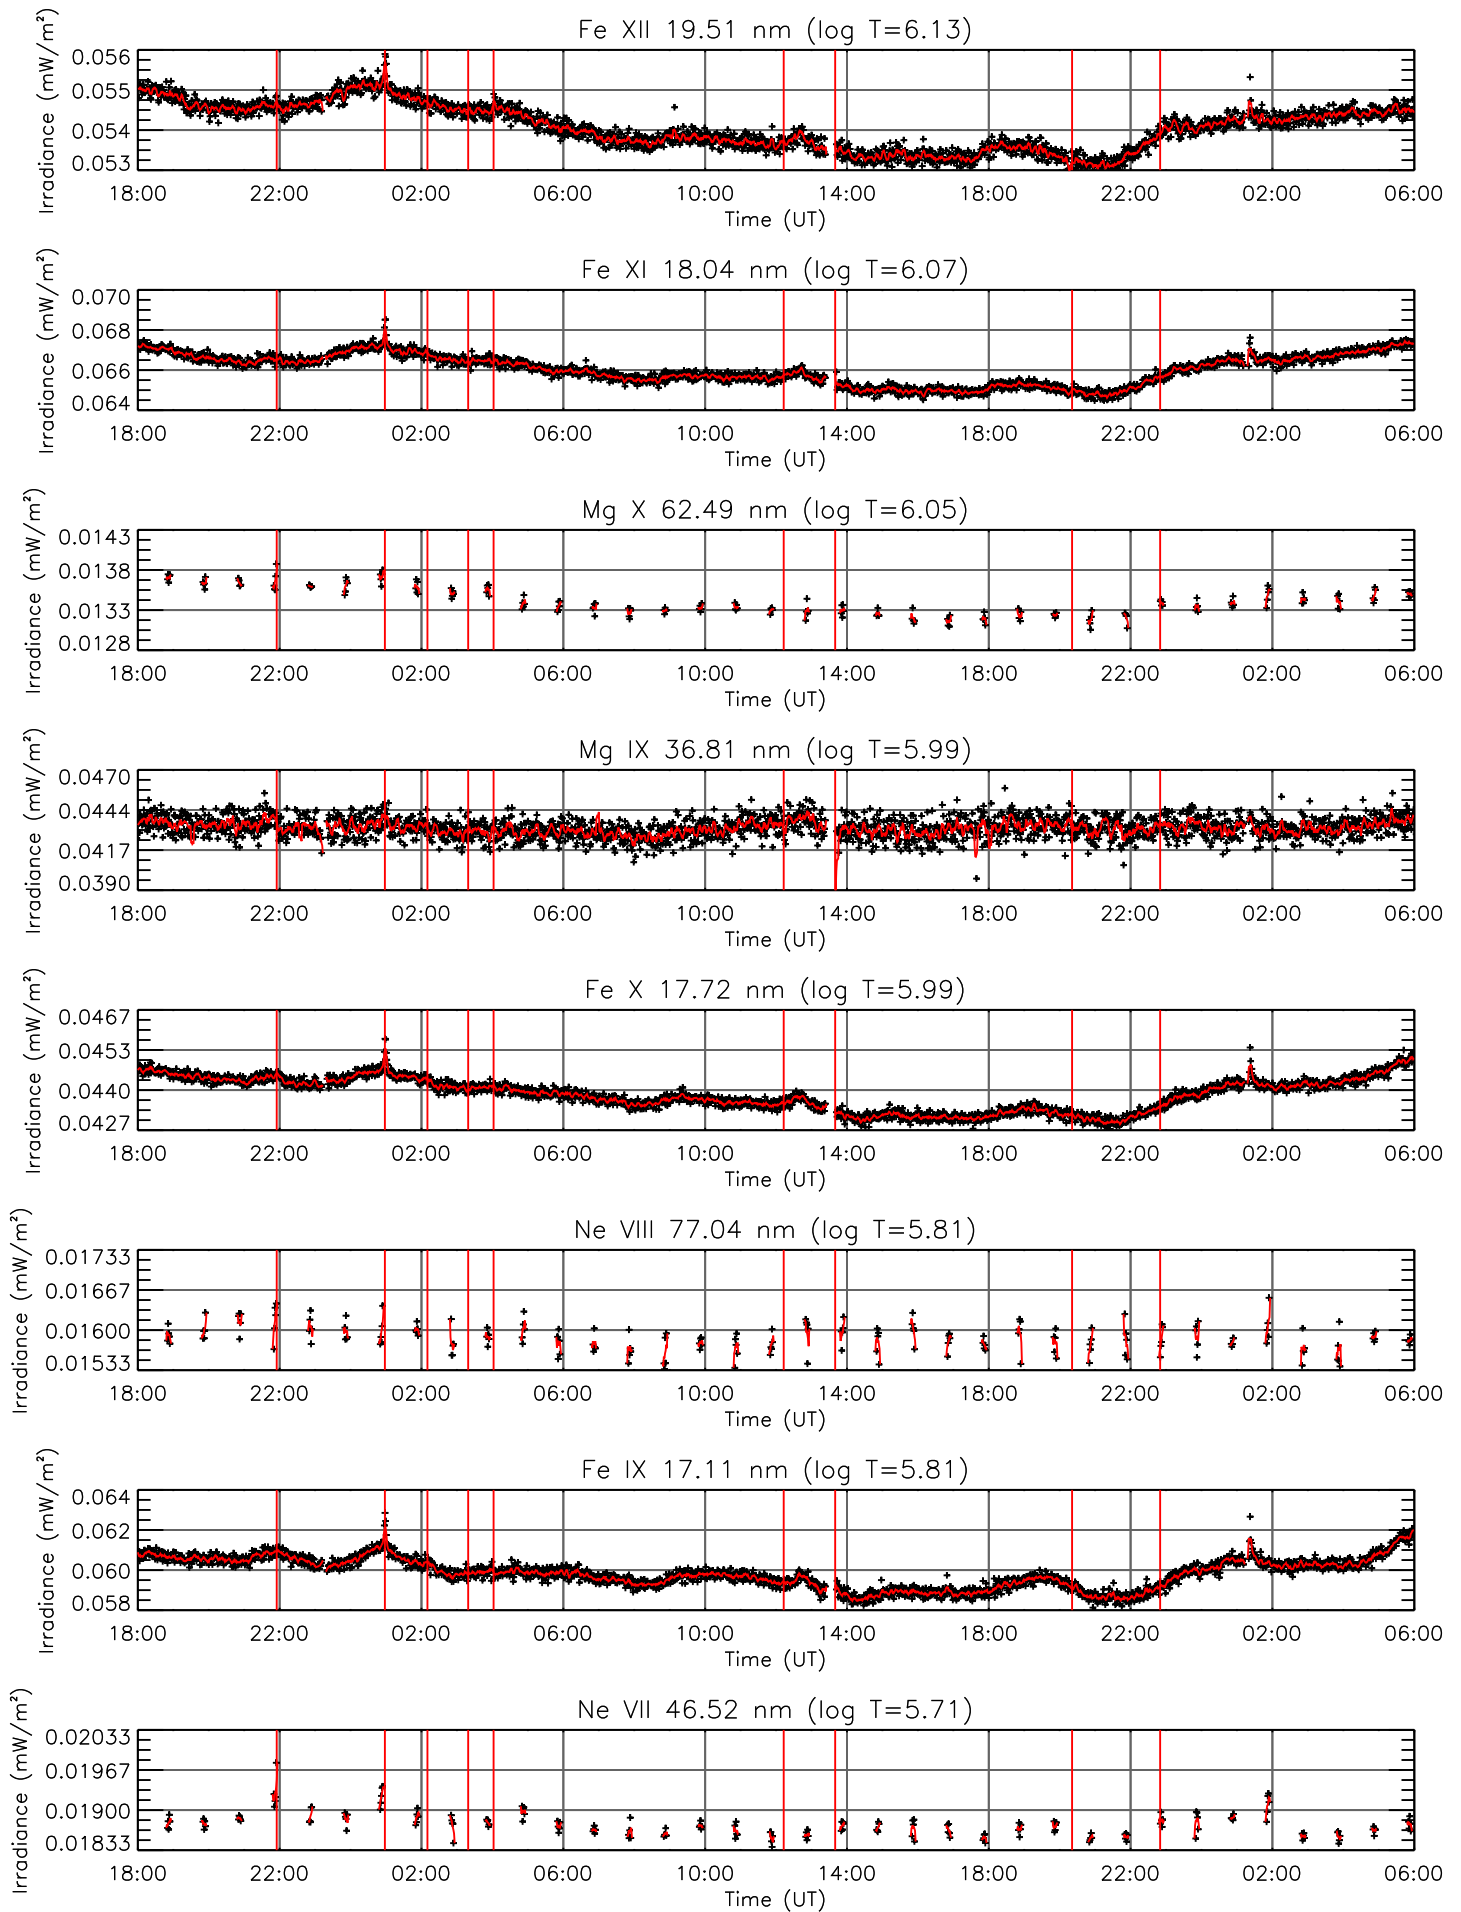 Fe XII 19.51 nm (log T=6.13)
Irradiance (mW/m²)
0.056
0.055
0.054
0.053
18:00 22:00 02:00 06:00 10:00 14:00 18:00 22:00 02:00 06:00
Time (UT)
Fe XI 18.04 nm (log T=6.07)
Irradiance (mW/m²)
0.070
0.068
0.066
0.064
18:00 22:00 02:00 06:00 10:00 14:00 18:00 22:00 02:00 06:00
Time (UT)
Mg X 62.49 nm (log T=6.05)
Irradiance (mW/m²)
0.0143
0.0138
0.0133
0.0128
18:00 22:00 02:00 06:00 10:00 14:00 18:00 22:00 02:00 06:00
Time (UT)
Mg IX 36.81 nm (log T=5.99)
Irradiance (mW/m²)
0.0470
0.0444
0.0417
0.0390
18:00 22:00 02:00 06:00 10:00 14:00 18:00 22:00 02:00 06:00
Time (UT)
Fe X 17.72 nm (log T=5.99)
Irradiance (mW/m²)
0.0467
0.0453
0.0440
0.0427
18:00 22:00 02:00 06:00 10:00 14:00 18:00 22:00 02:00 06:00
Time (UT)
Ne VIII 77.04 nm (log T=5.81)
Irradiance (mW/m²)
0.01733
0.01667
0.01600
0.01533
18:00 22:00 02:00 06:00 10:00 14:00 18:00 22:00 02:00 06:00
Time (UT)
Fe IX 17.11 nm (log T=5.81)
Irradiance (mW/m²)
0.064
0.062
0.060
0.058
18:00 22:00 02:00 06:00 10:00 14:00 18:00 22:00 02:00 06:00
Time (UT)
Ne VII 46.52 nm (log T=5.71)
Irradiance (mW/m²)
0.02033
0.01967
0.01900
0.01833
18:00 22:00 02:00 06:00 10:00 14:00 18:00 22:00 02:00 06:00
Time (UT)